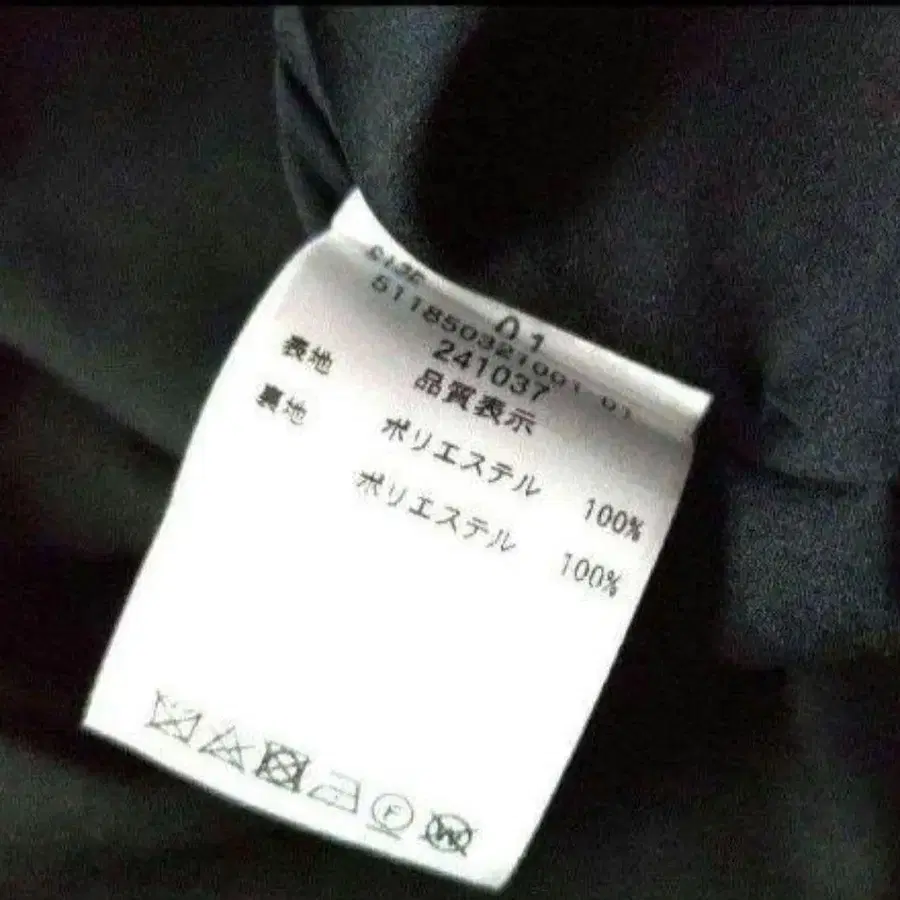 SIZE 01
511850321001 01
241037
品質表示
表地 ポリエステル 100%
裏地 ポリエステル 100%
F
W